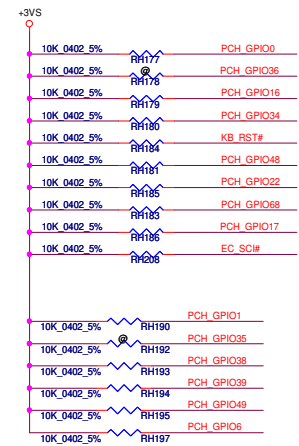 +3VS
10K_0402_5% RH177 PCH_GPIO0
10K_0402_5% @ RH178 PCH_GPIO36
10K_0402_5% RH179 PCH_GPIO16
10K_0402_5% RH180 PCH_GPIO34
10K_0402_5% RH184 KB_RST#
10K_0402_5% RH181 PCH_GPIO48
10K_0402_5% RH185 PCH_GPIO22
10K_0402_5% RH183 PCH_GPIO68
10K_0402_5% RH186 PCH_GPIO17
10K_0402_5% RH208 EC_SCI#
10K_0402_5% RH190 PCH_GPIO1
10K_0402_5% @ RH192 PCH_GPIO35
10K_0402_5% RH193 PCH_GPIO38
10K_0402_5% RH194 PCH_GPIO39
10K_0402_5% RH195 PCH_GPIO49
10K_0402_5% RH197 PCH_GPIO6